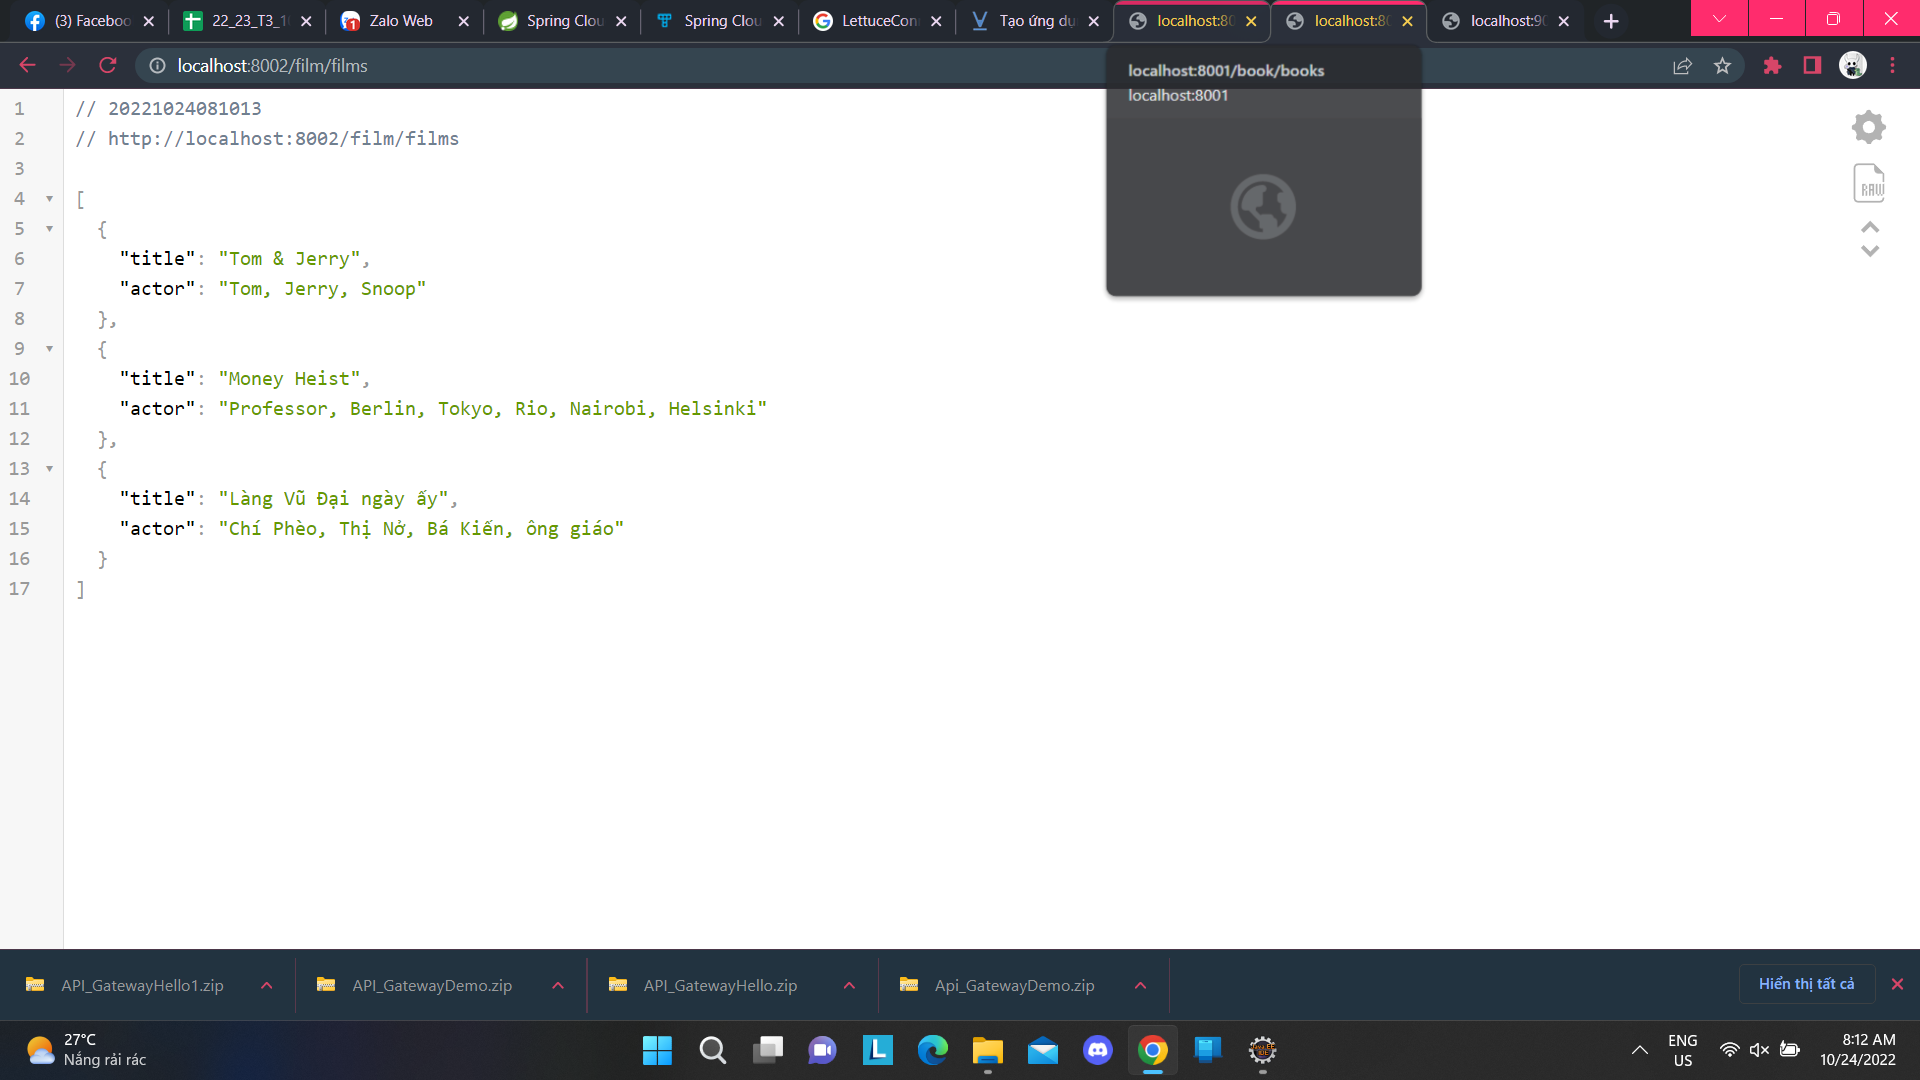 (3) Faceboo
22_23_T3_1
Zalo Web
Spring Clou
Spring Clou
LettuceCon
Tạo ứng dụ
localhost:80
localhost:80
localhost:90
localhost:8002/film/films
localhost:8001/book/books
localhost:8001
1 // 20221024081013
2 // http://localhost:8002/film/films
3
4 [
5 {
6 "title": "Tom & Jerry",
7 "actor": "Tom, Jerry, Snoop"
8 },
9 {
10 "title": "Money Heist",
11 "actor": "Professor, Berlin, Tokyo, Rio, Nairobi, Helsinki"
12 },
13 {
14 "title": "Làng Vũ Đại ngày ấy",
15 "actor": "Chí Phèo, Thị Nở, Bá Kiến, ông giáo"
16 }
17 ]
RAW
API_GatewayHello1.zip
API_GatewayDemo.zip
API_GatewayHello.zip
Api_GatewayDemo.zip
Hiển thị tất cả
27°C
Nắng rải rác
ENG
US
8:12 AM
10/24/2022